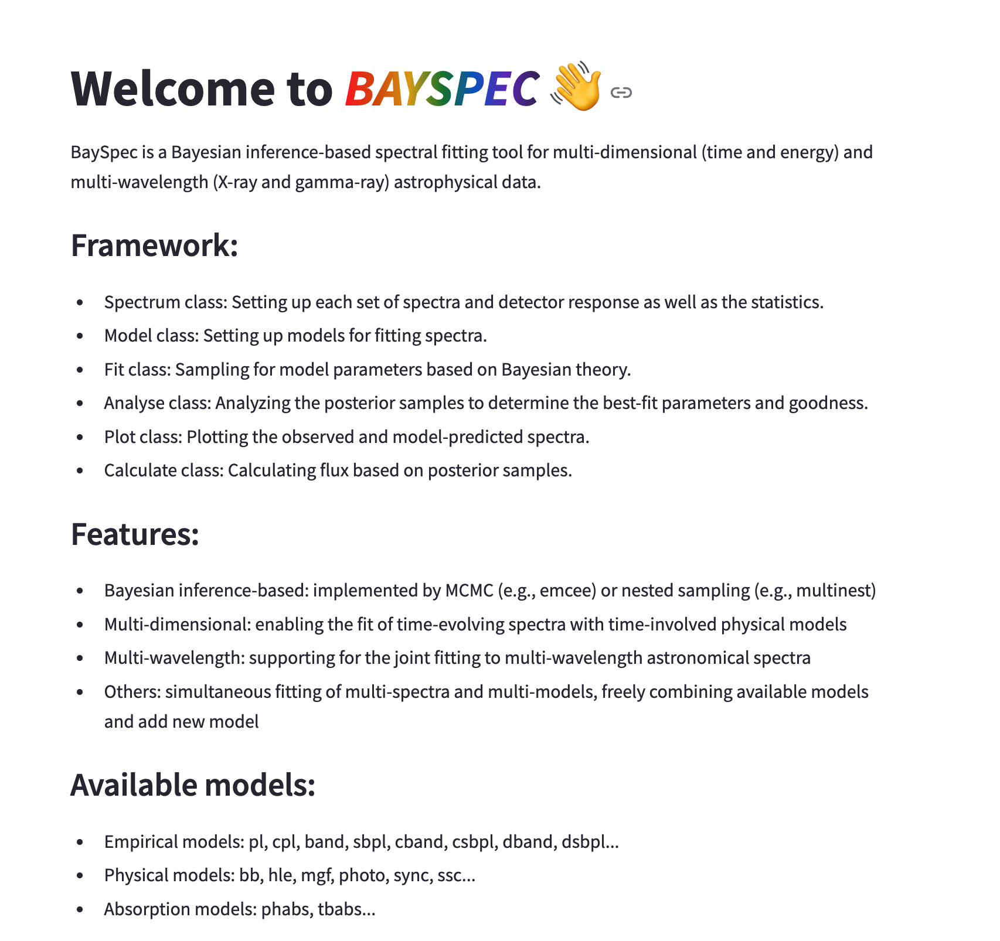 Welcome to BAYSPEC 👋
BaySpec is a Bayesian inference-based spectral fitting tool for multi-dimensional (time and energy) and
multi-wavelength (X-ray and gamma-ray) astrophysical data.
Framework:
• Spectrum class: Setting up each set of spectra and detector response as well as the statistics.
• Model class: Setting up models for fitting spectra.
• Fit class: Sampling for model parameters based on Bayesian theory.
• Analyse class: Analyzing the posterior samples to determine the best-fit parameters and goodness.
• Plot class: Plotting the observed and model-predicted spectra.
• Calculate class: Calculating flux based on posterior samples.
Features:
• Bayesian inference-based: implemented by MCMC (e.g., emcee) or nested sampling (e.g., multinest)
• Multi-dimensional: enabling the fit of time-evolving spectra with time-involved physical models
• Multi-wavelength: supporting for the joint fitting to multi-wavelength astronomical spectra
• Others: simultaneous fitting of multi-spectra and multi-models, freely combining available models
and add new model
Available models:
• Empirical models: pl, cpl, band, sbpl, cband, csbpl, dband, dsbpl...
• Physical models: bb, hle, mgf, photo, sync, ssc...
• Absorption models: phabs, tbabs...